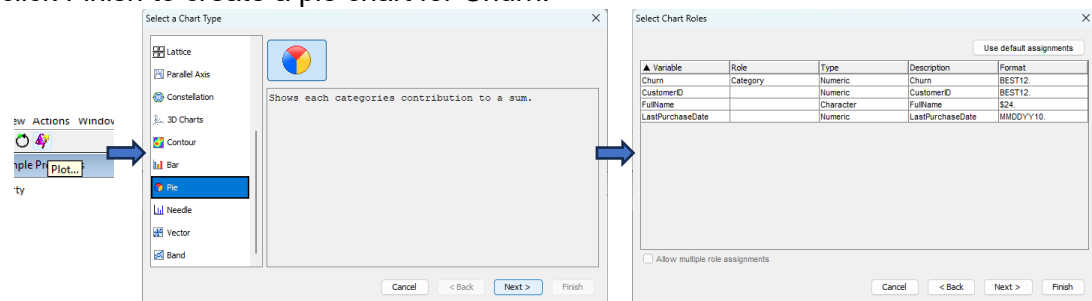 click Finish to create a pie chart for Churn.
ew Actions Window
Plot...
rty
Select a Chart Type
Lattice
Parallel Axis
Constellation
3D Charts
Contour
Bar
Pie
Needle
Vector
Band
Shows each categories contribution to a sum.
Cancel < Back Next > Finish
Select Chart Roles
Use default assignments
▲ Variable Role Type Description Format
Churn Category Numeric Churn BEST12.
CustomerID Numeric CustomerID BEST12.
FullName Character FullName $24.
LastPurchaseDate Numeric LastPurchaseDate MMDDYY10.
Allow multiple role assignments
Cancel < Back Next > Finish